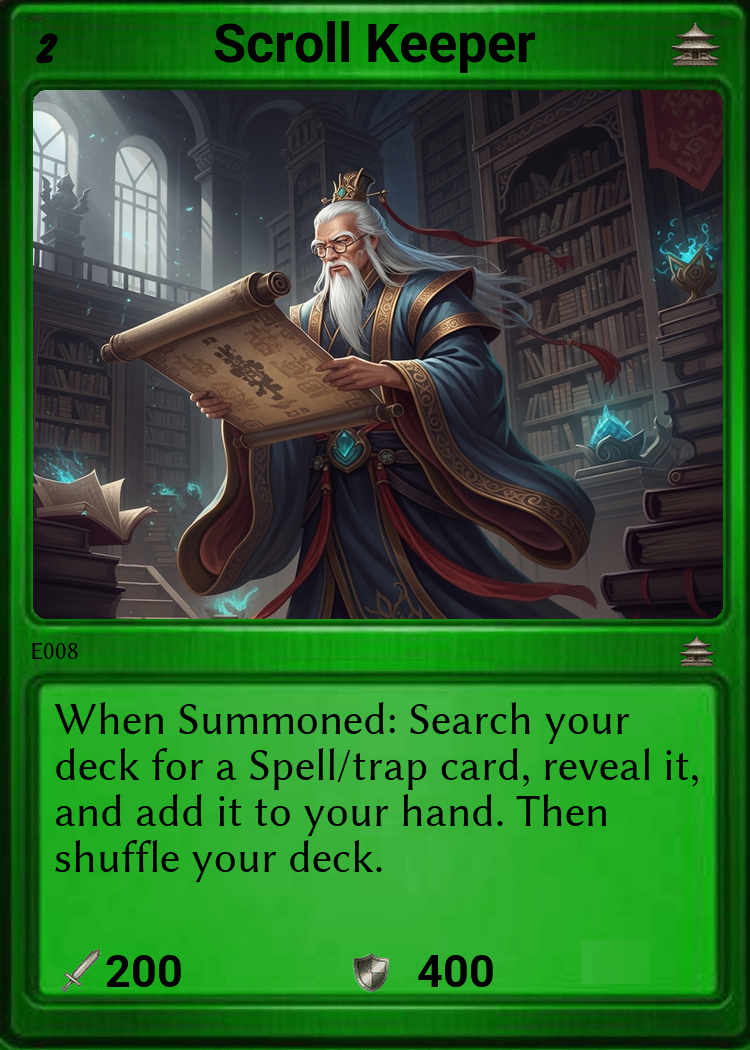 2
Scroll Keeper
E008
When Summoned: Search your
deck for a Spell/trap card, reveal it,
and add it to your hand. Then
shuffle your deck.
200
400